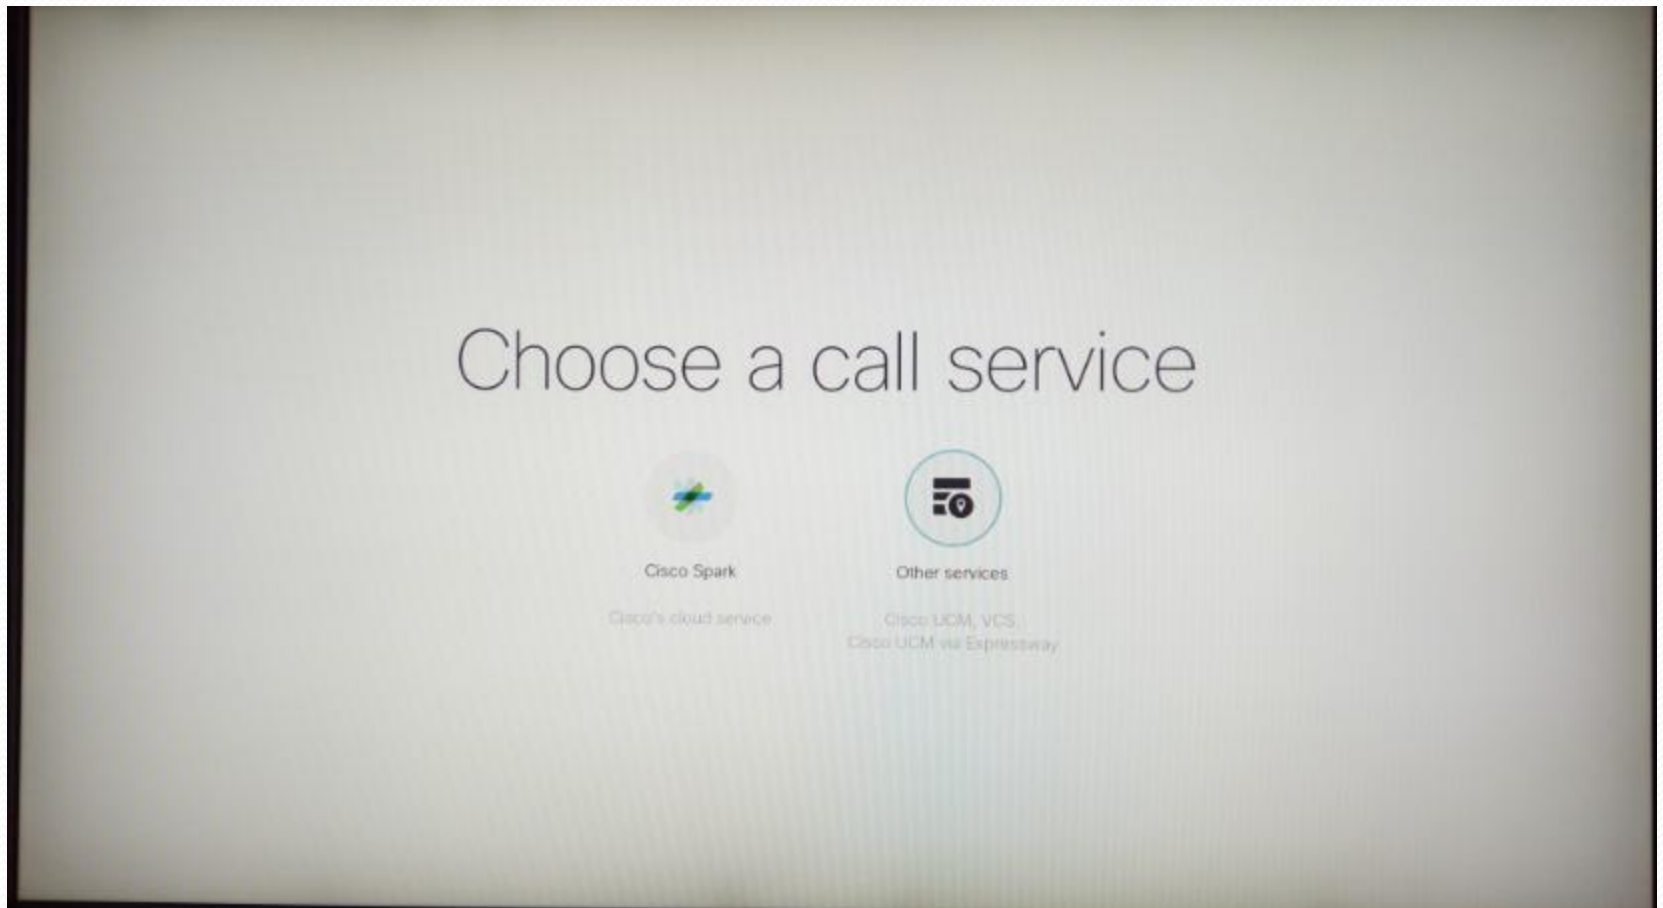 Choose a call service
Cisco Spark
Other services
Cisco's cloud service
Cisco UCM, VCS,
Cisco UCM via Expressway